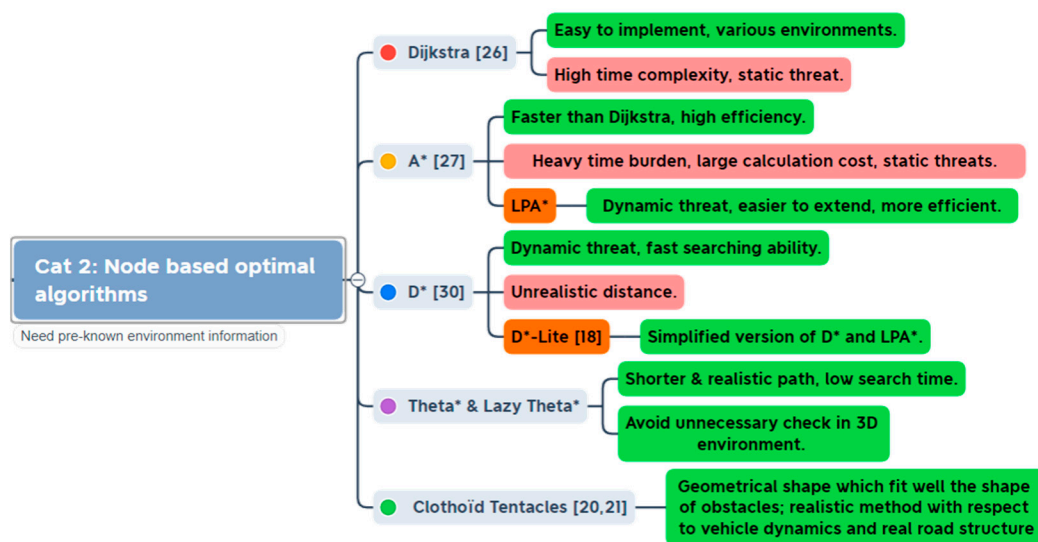 Easy to implement, various environments.
Dijkstra [26]
High time complexity, static threat.
Faster than Dijkstra, high efficiency.
A* [27]
Heavy time burden, large calculation cost, static threats.
LPA*
Dynamic threat, easier to extend, more efficient.
Cat 2: Node based optimal
algorithms
Need pre-known environment information
Dynamic threat, fast searching ability.
D* [30]
Unrealistic distance.
D*-Lite [18]
Simplified version of D* and LPA*.
Shorter & realistic path, low search time.
Theta* & Lazy Theta*
Avoid unnecessary check in 3D
environment.
Clothoïd Tentacles [20,21]
Geometrical shape which fit well the shape
of obstacles; realistic method with respect
to vehicle dynamics and real road structure